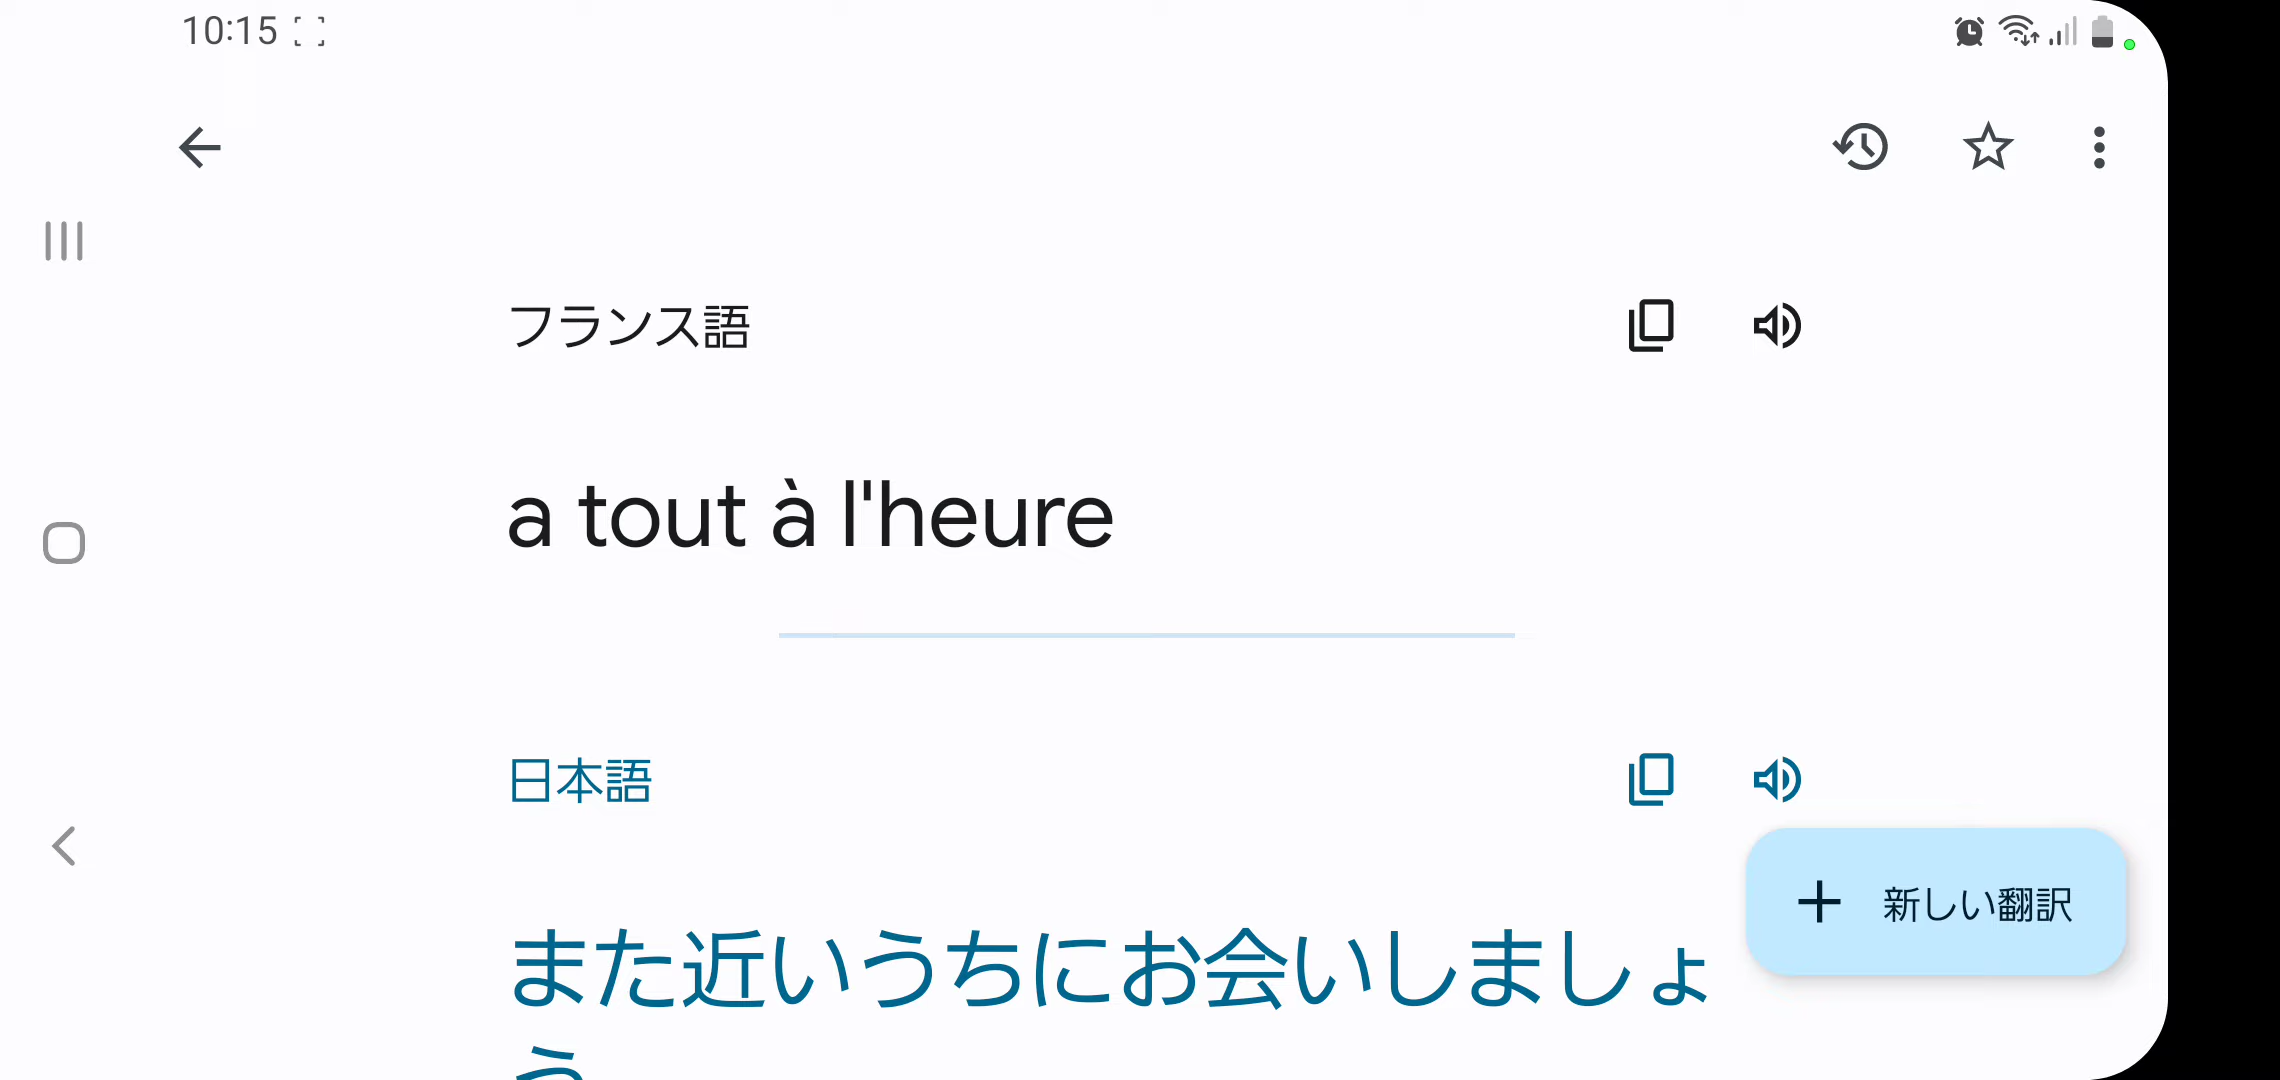 10:15
フランス語
a tout à l'heure
日本語
新しい翻訳
また近いうちにお会いしましょ
う